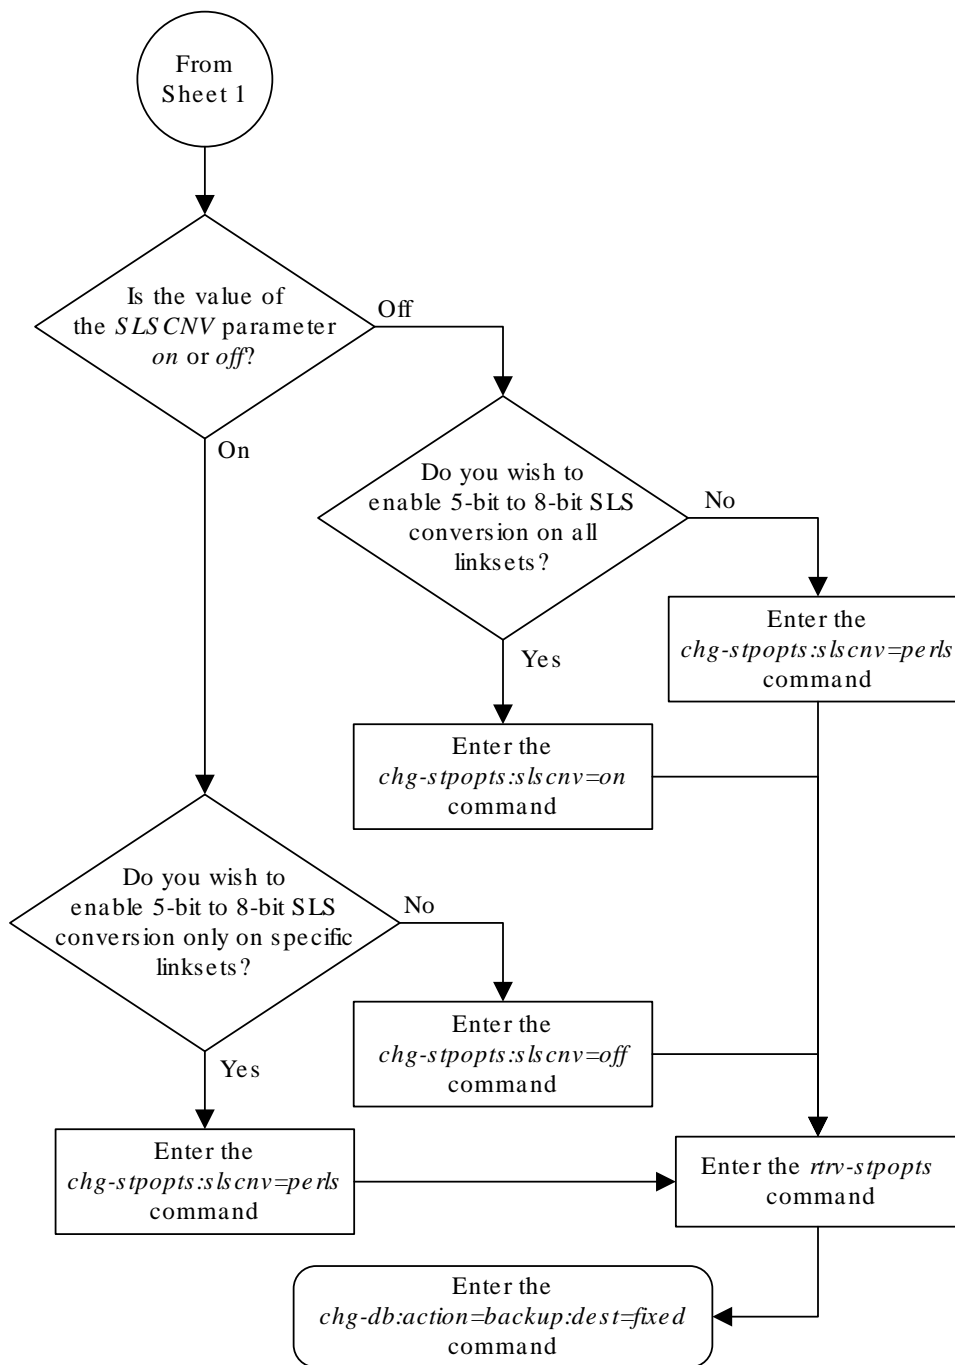 From
Sheet 1
Is the value of
the SLSCNV parameter
on or off?
Off
On
Do you wish to
enable 5-bit to 8-bit SLS
conversion on all
linksets?
No
Yes
Enter the
chg-stpopts:slscnv=perls
command
Enter the
chg-stpopts:slscnv=on
command
Do you wish to
enable 5-bit to 8-bit SLS
conversion only on specific
linksets?
No
Yes
Enter the
chg-stpopts:slscnv=off
command
Enter the
chg-stpopts:slscnv=perls
command
Enter the rtrv-stpopts
command
Enter the
chg-db:action=backup:dest=fixed
command